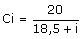 Ci = 20
18,5 + i